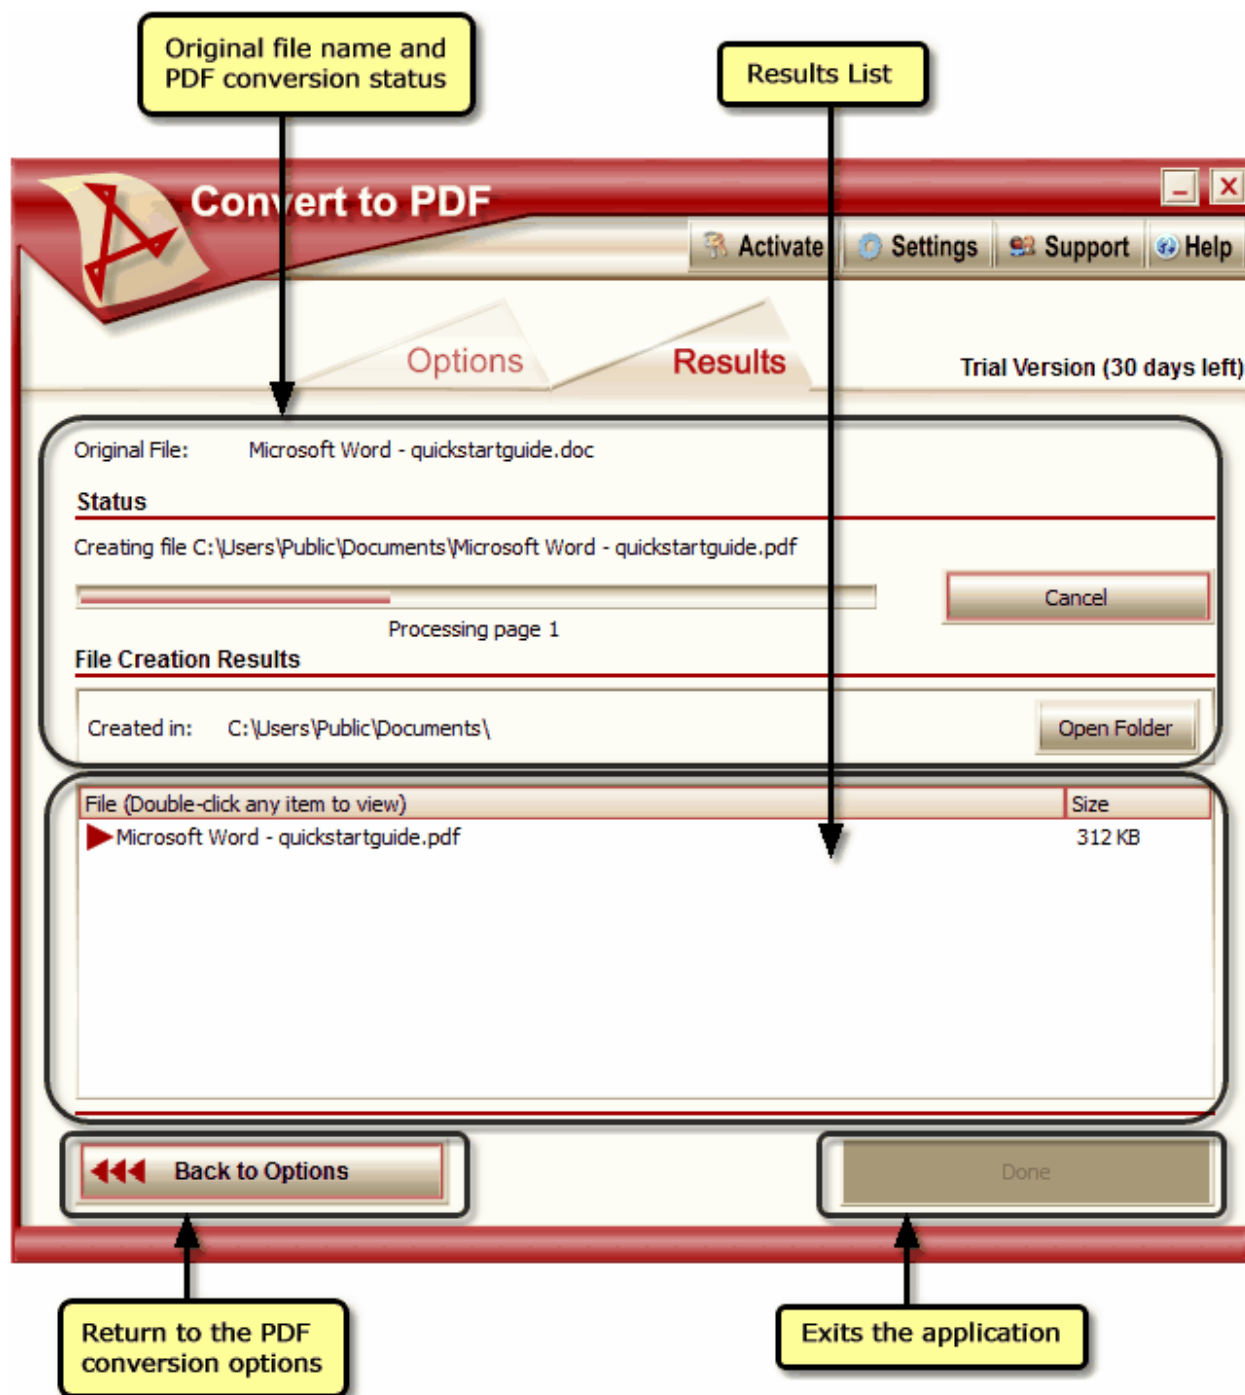 Original file name and
PDF conversion status
Results List
Convert to PDF
Activate Settings Support Help
Options Results Trial Version (30 days left)
Original File: Microsoft Word - quickstartguide.doc
Status
Creating file C:\Users\Public\Documents\Microsoft Word - quickstartguide.pdf
Cancel
Processing page 1
File Creation Results
Created in: C:\Users\Public\Documents\ Open Folder
File (Double-click any item to view) Size
Microsoft Word - quickstartguide.pdf 312 KB
Back to Options Done
Return to the PDF
conversion options
Exits the application